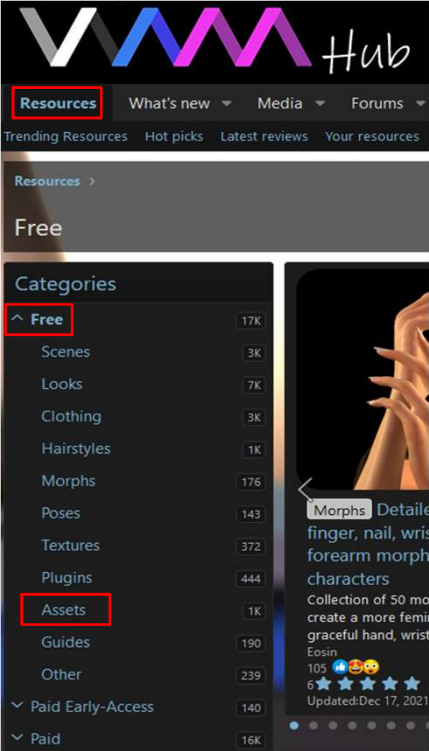 VAM Hub
Resources What's new Media Forums
Trending Resources Hot picks Latest reviews Your resources
Resources >
Free
Categories
Free 17K
Scenes 3K
Looks 7K
Clothing 3K
Hairstyles 1K
Morphs 176
Poses 143
Textures 372
Plugins 444
Assets 1K
Guides 190
Other 239
Paid Early-Access 140
Paid 16K
Morphs Detaile
finger, nail, wris
forearm morph
characters
Collection of 50 mo
create a more femi
graceful hand, wrist
Eosin
105
6
Updated:Dec 17, 2021